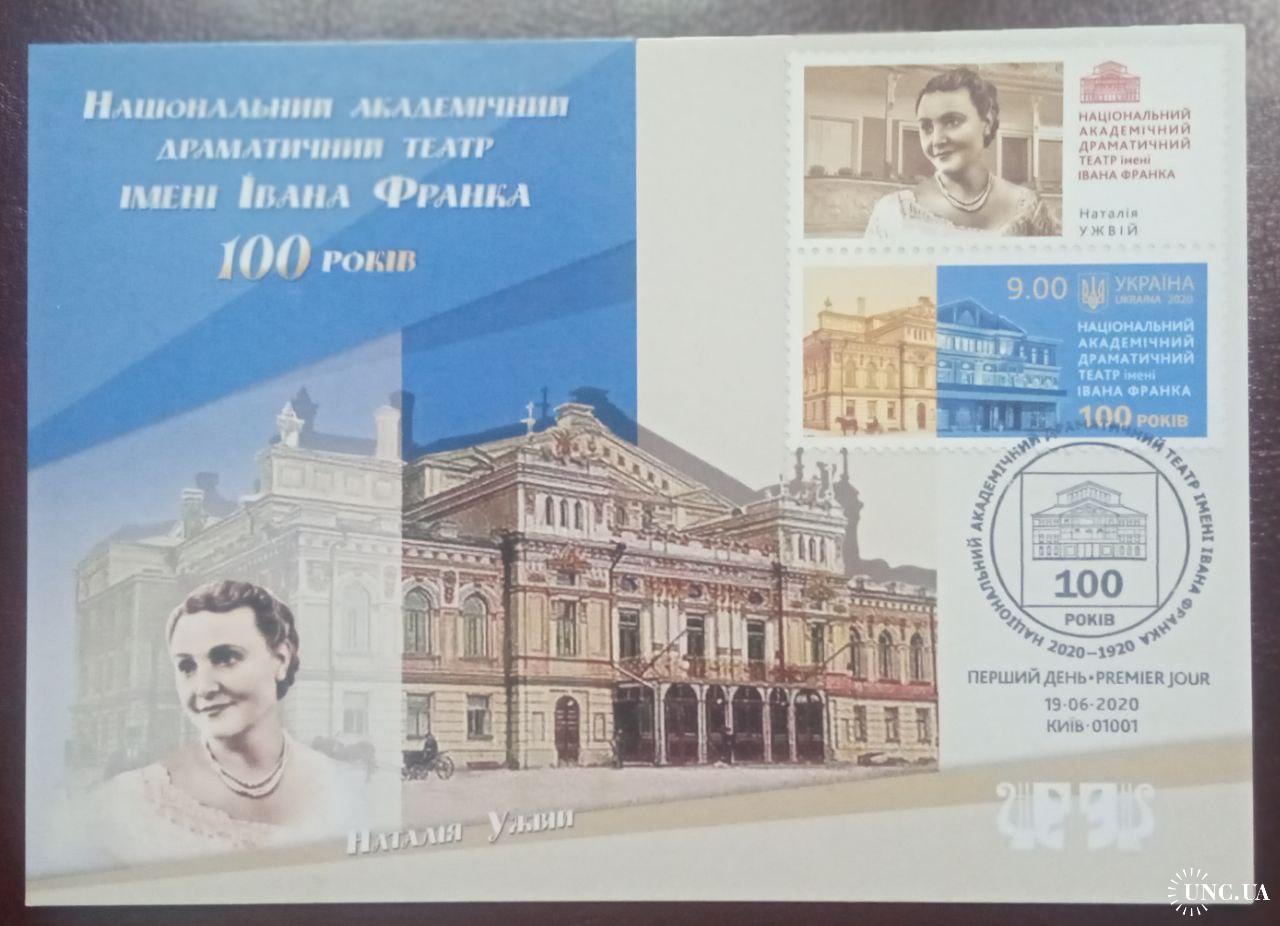 Національний академічний
драматичний театр
імені Івана Франка
100 років
Наталія Ужвій
НАЦІОНАЛЬНИЙ
АКАДЕМІЧНИЙ
ДРАМАТИЧНИЙ
ТЕАТР імені
ІВАНА ФРАНКА
Наталія
УЖВІЙ
9.00 УКРАЇНА
UKRAINA 2020
НАЦІОНАЛЬНИЙ
АКАДЕМІЧНИЙ
ДРАМАТИЧНИЙ
ТЕАТР імені
ІВАНА ФРАНКА
100 РОКІВ
НАЦІОНАЛЬНИЙ АКАДЕМІЧНИЙ ДРАМАТИЧНИЙ ТЕАТР ІМЕНІ ІВАНА ФРАНКА
2020–1920
100
РОКІВ
ПЕРШИЙ ДЕНЬ • PREMIER JOUR
19·06·2020
КИЇВ·01001
UNC.UA